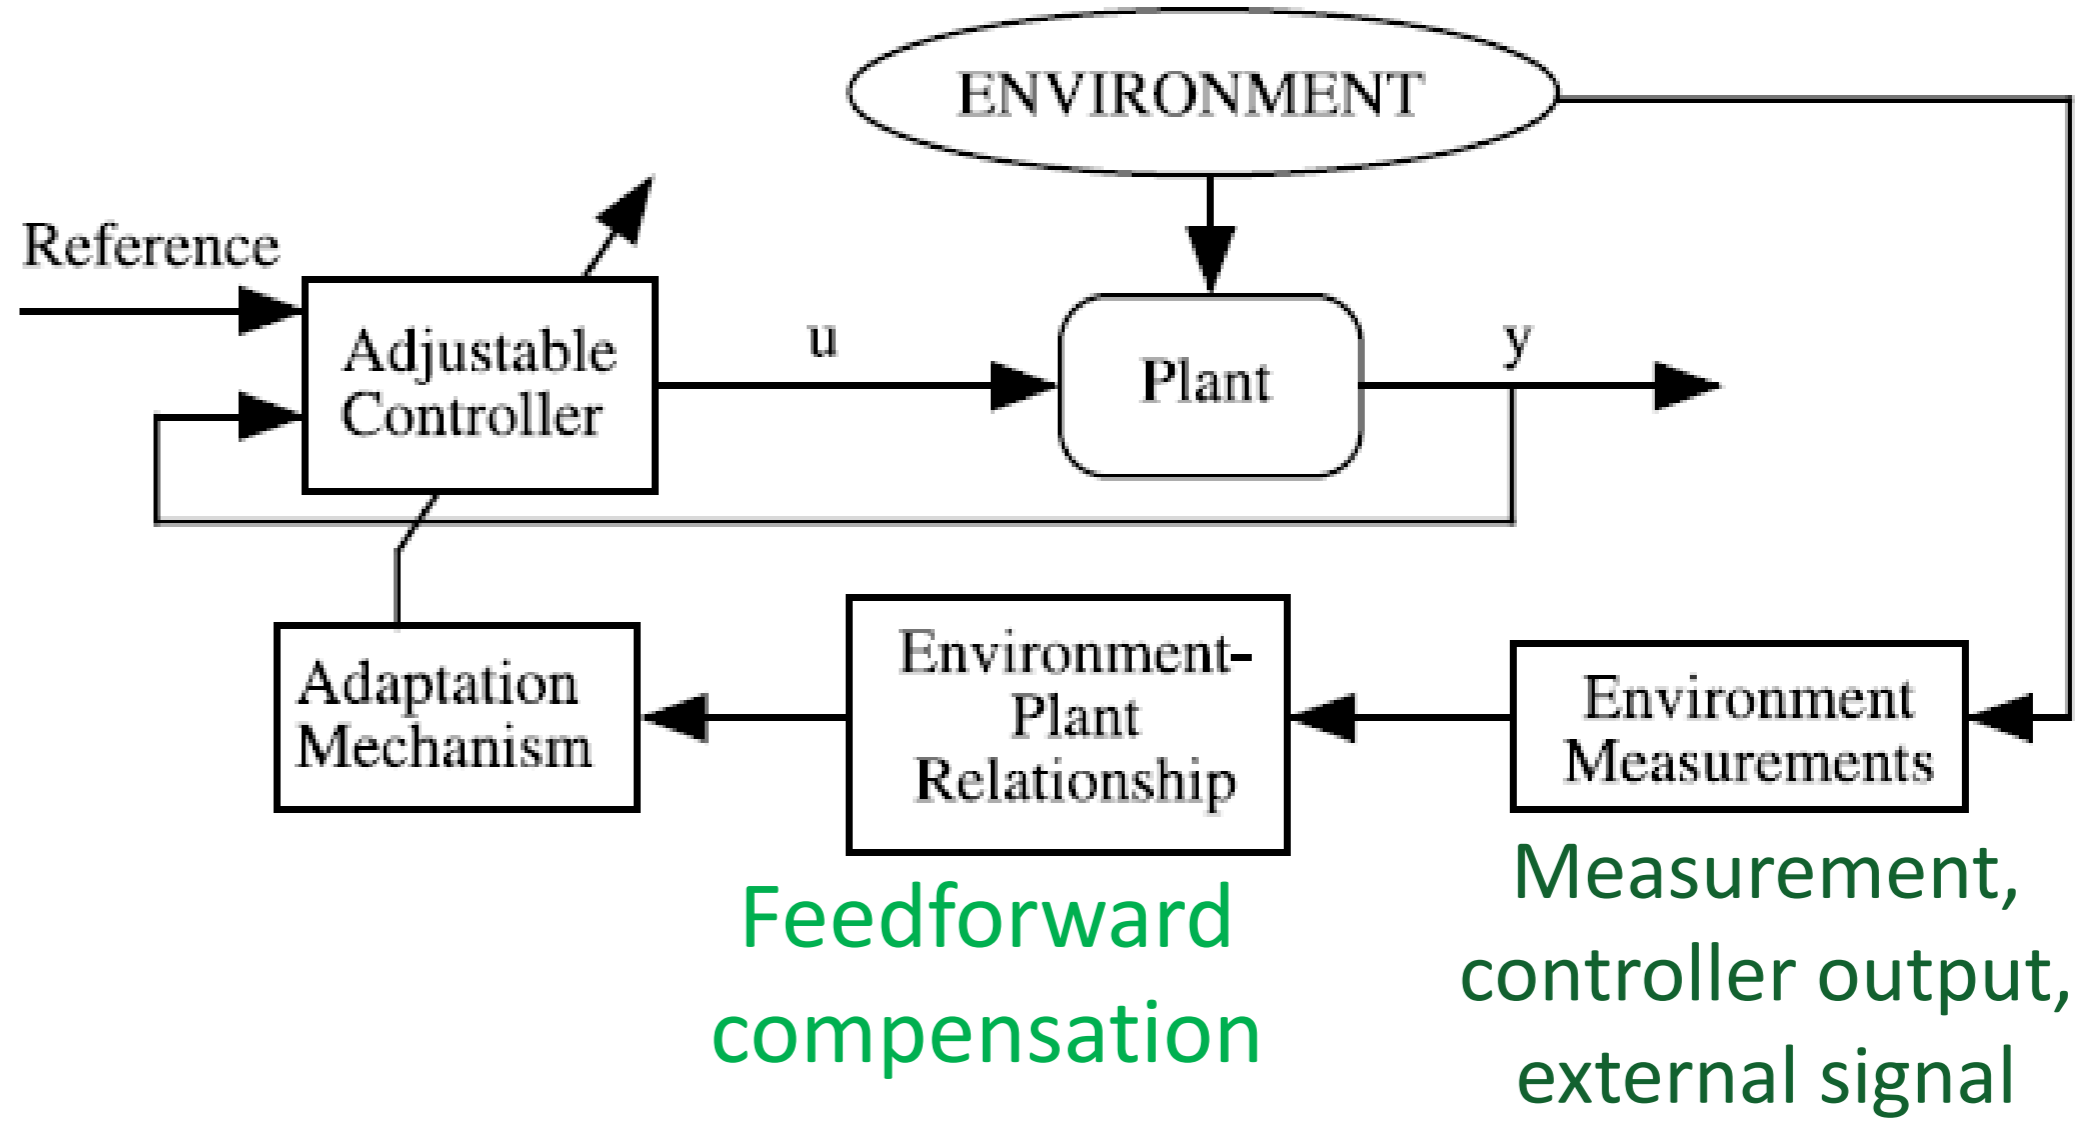 ENVIRONMENT
Reference
Adjustable
Controller
u
Plant
y
Adaptation
Mechanism
Environment-
Plant
Relationship
Environment
Measurements
Feedforward
compensation
Measurement,
controller output,
external signal